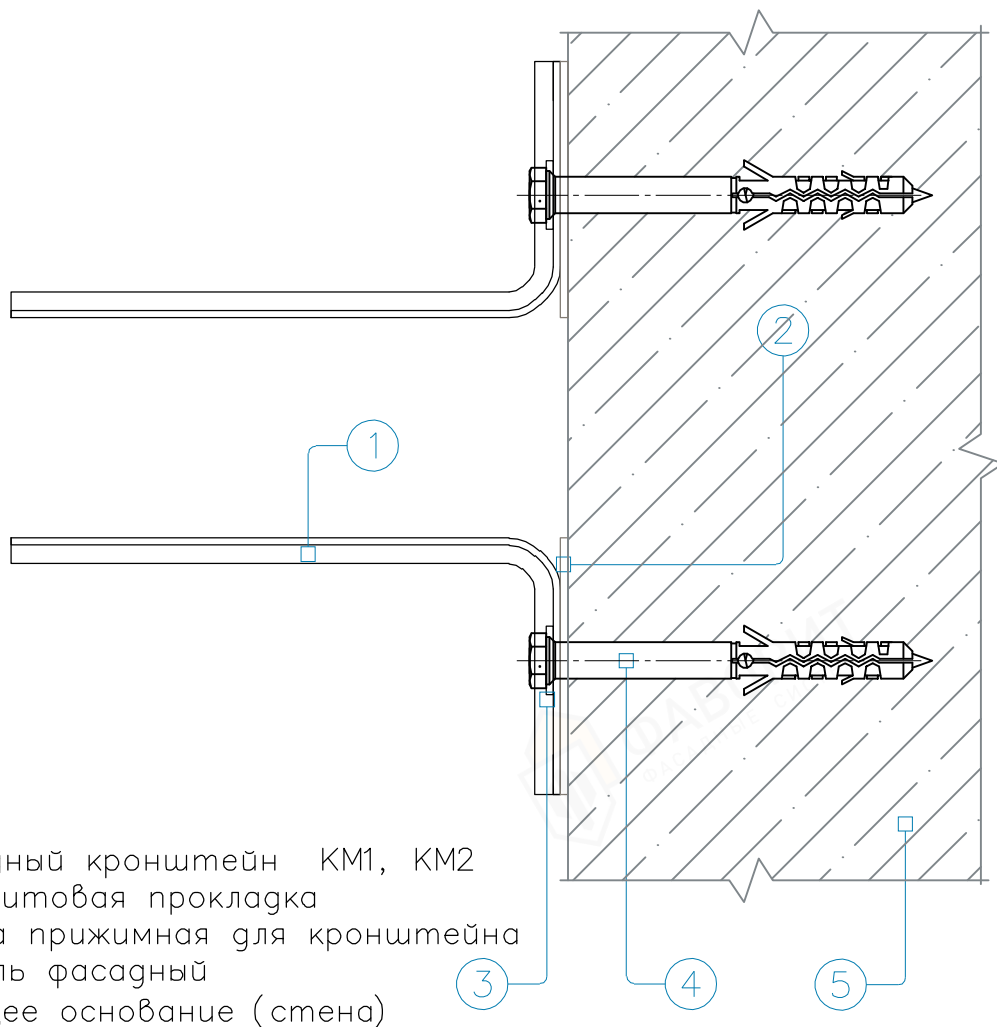 2
1
ный кронштейн КМ1, КМ2
итовая прокладка
а прижимная для кронштейна
ль фасадный
ее основание (стена)
3
4
5